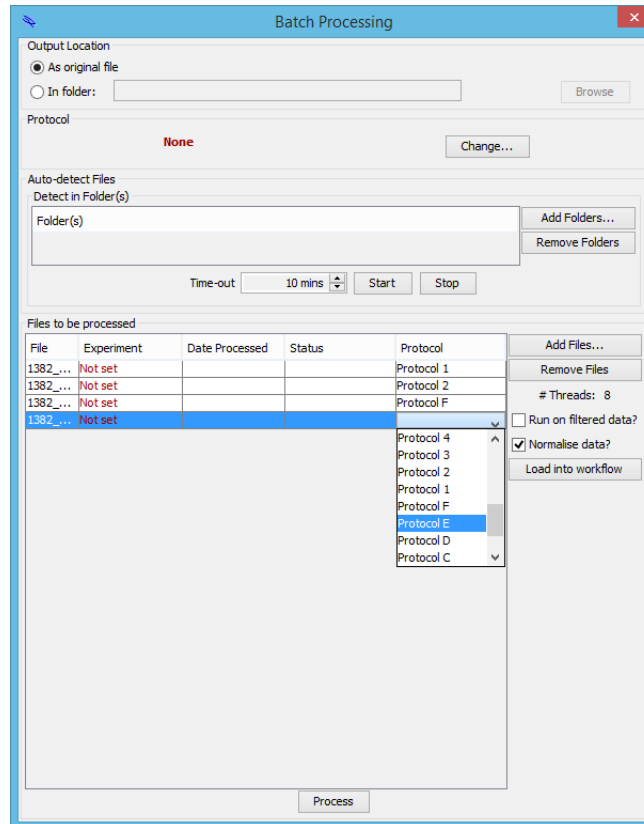 Batch Processing
Output Location
As original file
In folder:
Browse
Protocol
None
Change...
Auto-detect Files
Detect in Folder(s)
Folder(s)
Add Folders...
Remove Folders
Time-out 10 mins Start Stop
Files to be processed
File Experiment Date Processed Status Protocol
1382_... Not set Protocol 1
1382_... Not set Protocol 2
1382_... Not set Protocol F
1382_... Not set
Protocol 4
Protocol 3
Protocol 2
Protocol 1
Protocol F
Protocol E
Protocol D
Protocol C
Add Files...
Remove Files
# Threads: 8
Run on filtered data?
Normalise data?
Load into workflow
Process